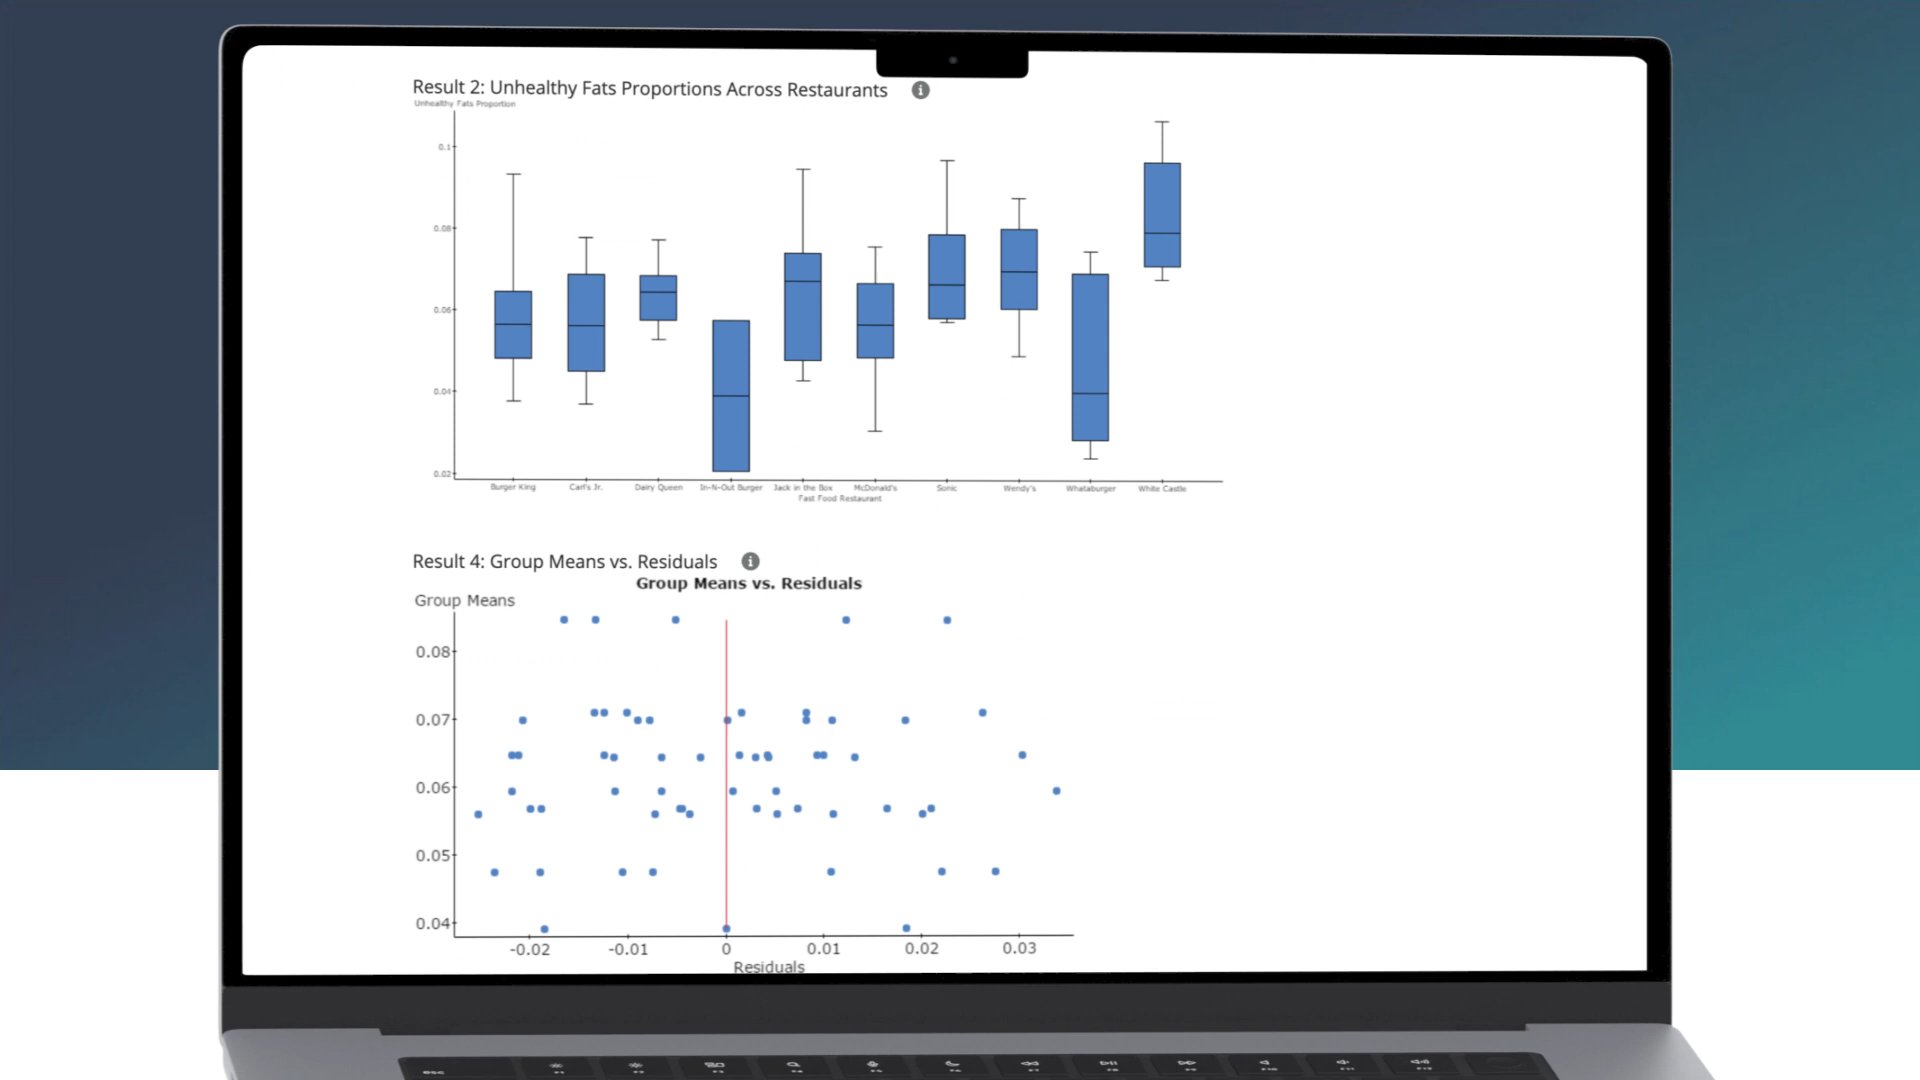 Result 2: Unhealthy Fats Proportions Across Restaurants
Unhealthy Fats Proportion
0.1
0.08
0.06
0.04
0.02
Burger King Carl's Jr. Dairy Queen In-N-Out Burger Jack in the Box McDonald's Sonic Wendy's Whataburger White Castle
Fast Food Restaurant
Result 4: Group Means vs. Residuals
Group Means vs. Residuals
Group Means
0.08
0.07
0.06
0.05
0.04
-0.02 -0.01 0 0.01 0.02 0.03
Residuals
esc